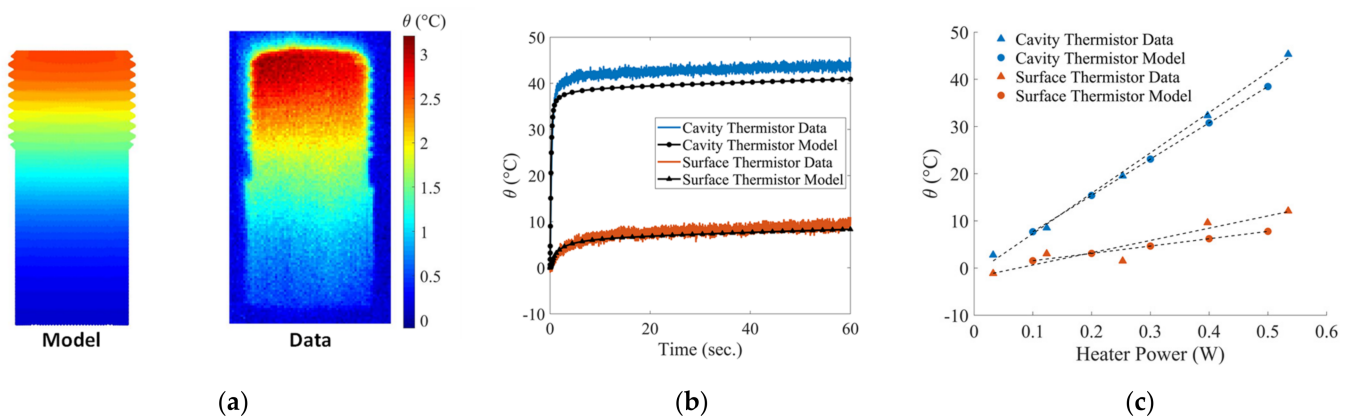 θ (°C)
3
2.5
2
1.5
1
0.5
0
Model
Data
(a)
θ (°C)
50
40
30
20
10
0
-10
Cavity Thermistor Data
Cavity Thermistor Model
Surface Thermistor Data
Surface Thermistor Model
0 20 40 60
Time (sec.)
(b)
θ (°C)
50
40
30
20
10
0
-10
Cavity Thermistor Data
Cavity Thermistor Model
Surface Thermistor Data
Surface Thermistor Model
0.1 0.2 0.3 0.4 0.5 0.6
Heater Power (W)
(c)